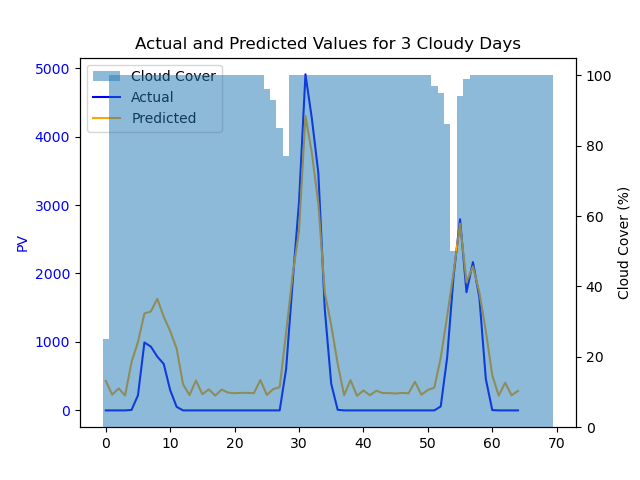 Actual and Predicted Values for 3 Cloudy Days
Cloud Cover
Actual
Predicted
PV
5000
4000
3000
2000
1000
0
100
80
60
40
20
0
Cloud Cover (%)
0 10 20 30 40 50 60 70